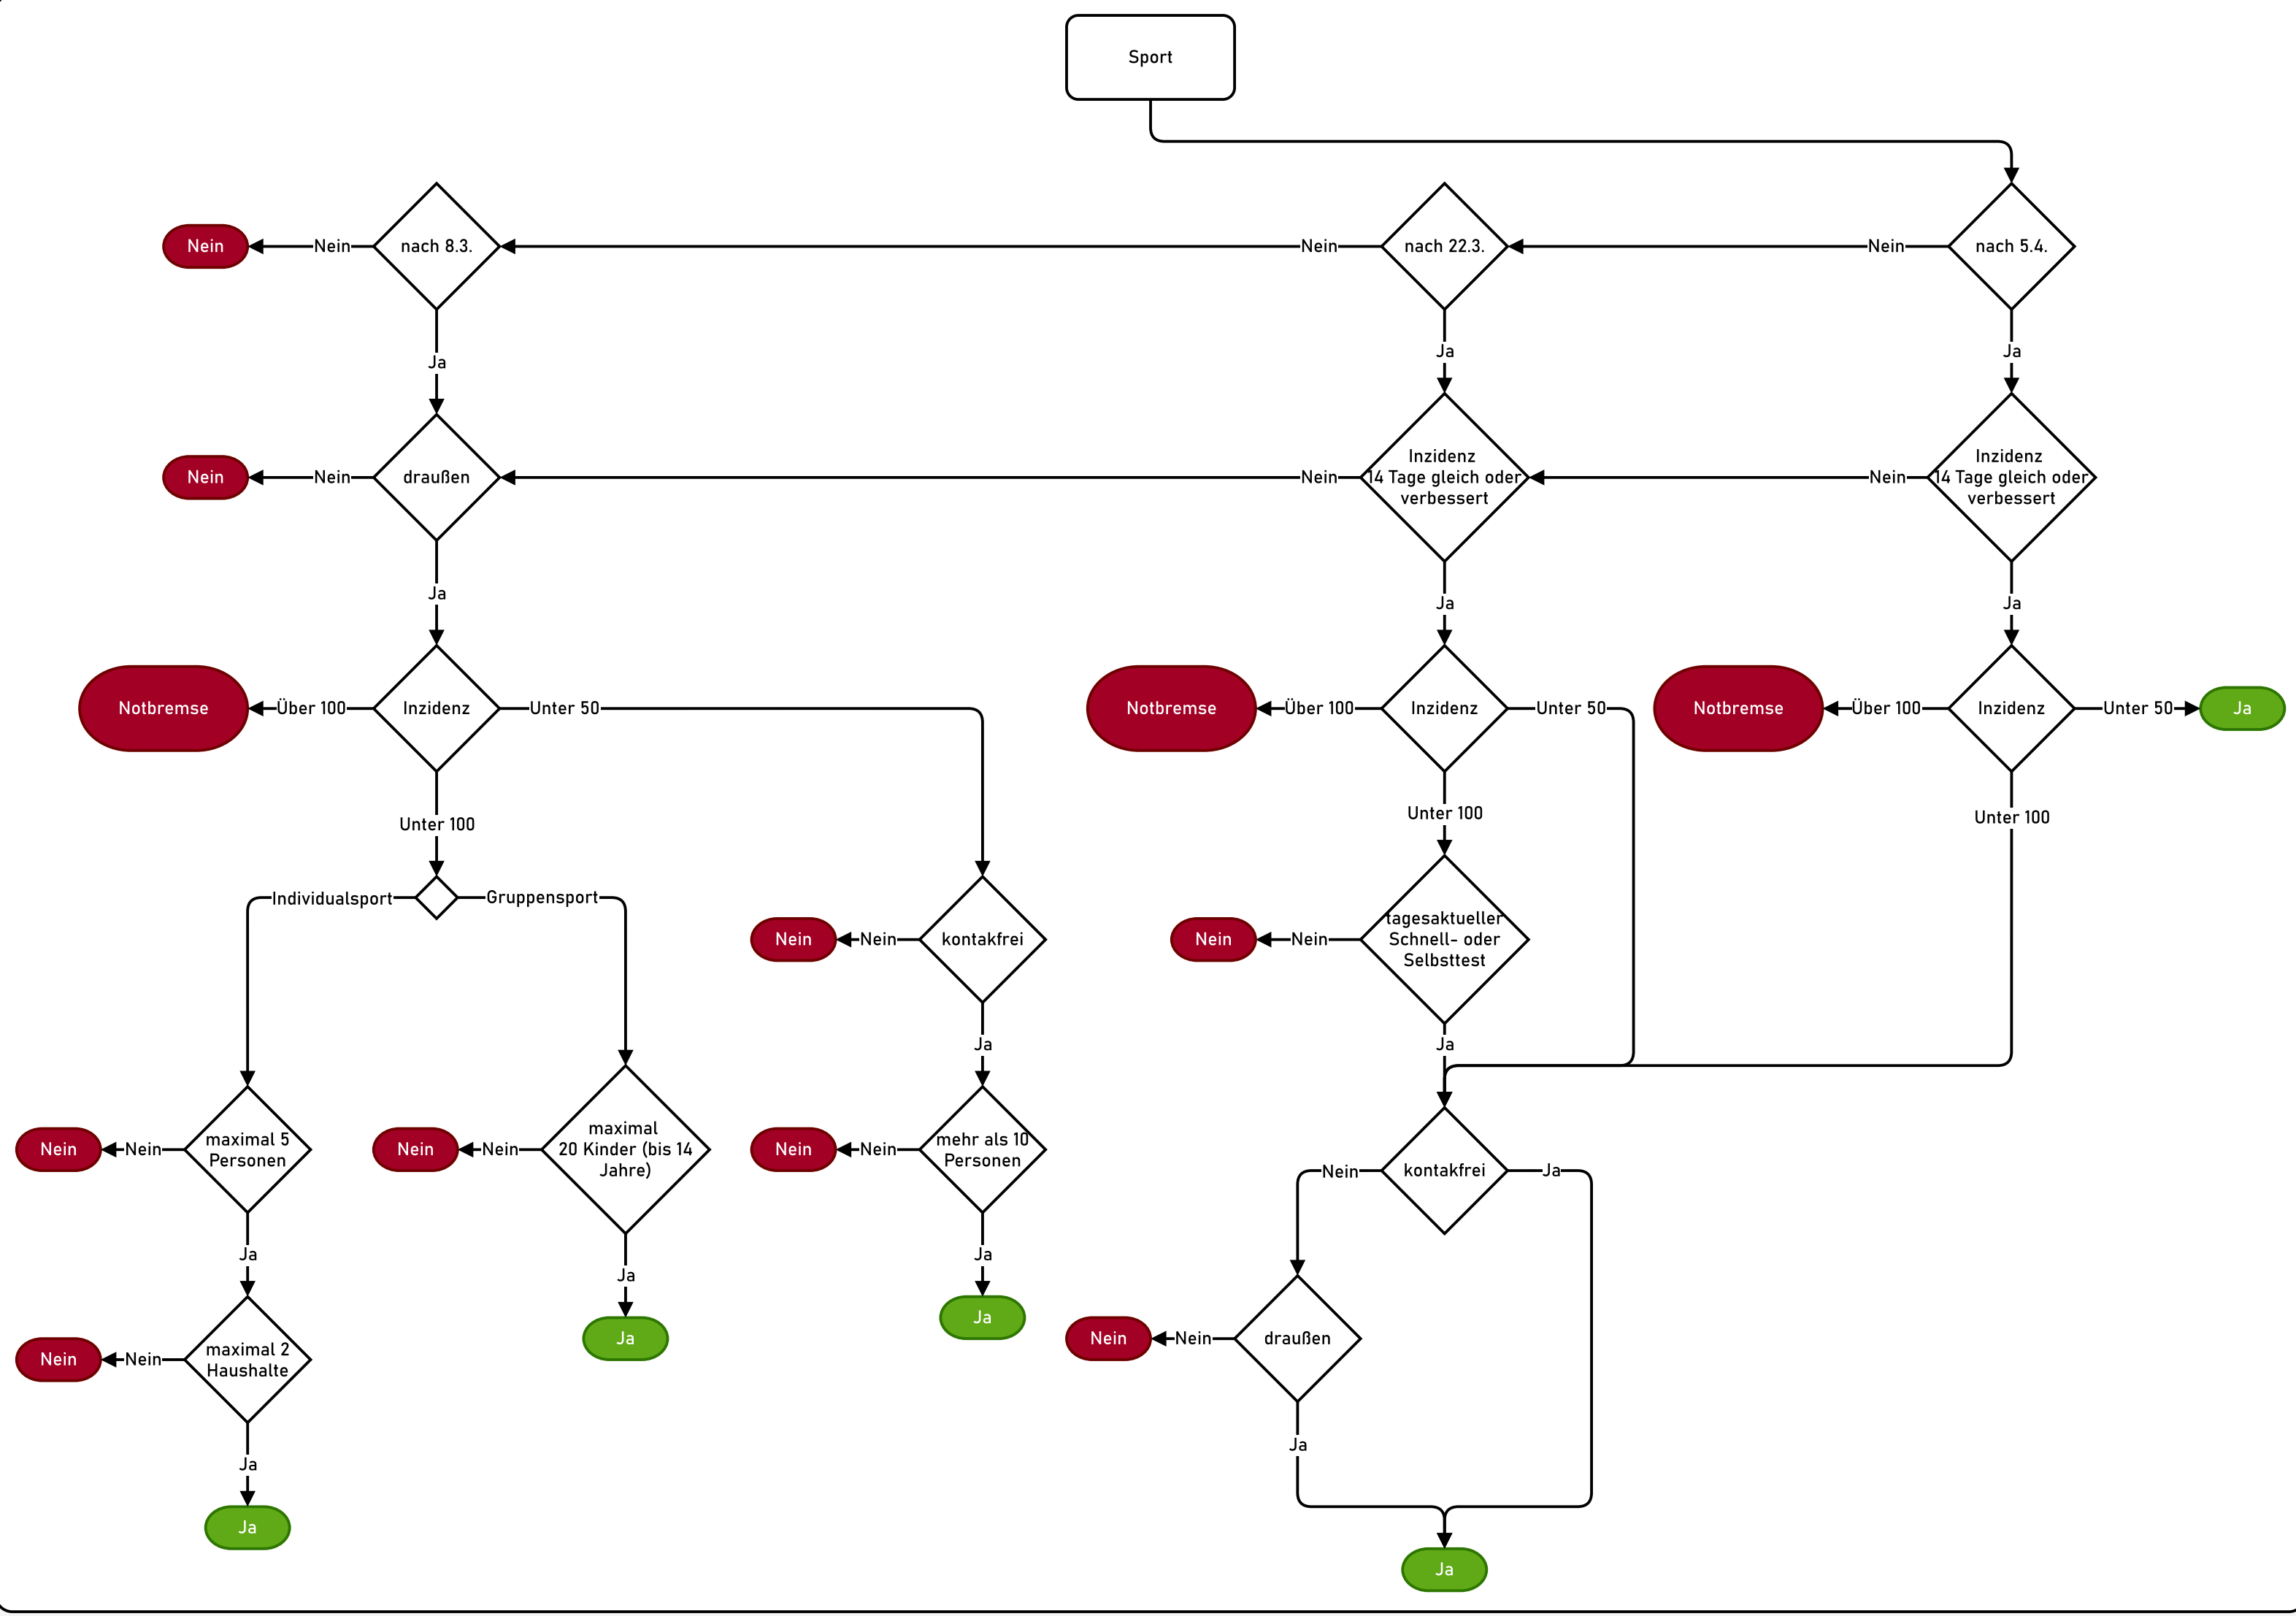 Sport
Nein
Nein
nach 8.3.
Nein
nach 22.3.
Nein
nach 5.4.
Ja
Ja
Ja
Nein
Nein
draußen
Nein
Inzidenz
14 Tage gleich oder
verbessert
Nein
Inzidenz
14 Tage gleich oder
verbessert
Ja
Ja
Ja
Notbremse
Über 100
Inzidenz
Unter 50
Notbremse
Über 100
Inzidenz
Unter 50
Notbremse
Über 100
Inzidenz
Unter 50
Ja
Unter 100
Unter 100
Unter 100
Individualsport
Gruppensport
Nein
Nein
kontakfrei
Nein
Nein
tagesaktueller
Schnell- oder
Selbsttest
Ja
Ja
Nein
Nein
maximal 5
Personen
Nein
Nein
maximal
20 Kinder (bis 14
Jahre)
Nein
Nein
mehr als 10
Personen
Nein
kontakfrei
Ja
Ja
Ja
Ja
Nein
Nein
maximal 2
Haushalte
Ja
Ja
Nein
Nein
draußen
Ja
Ja
Ja
Ja